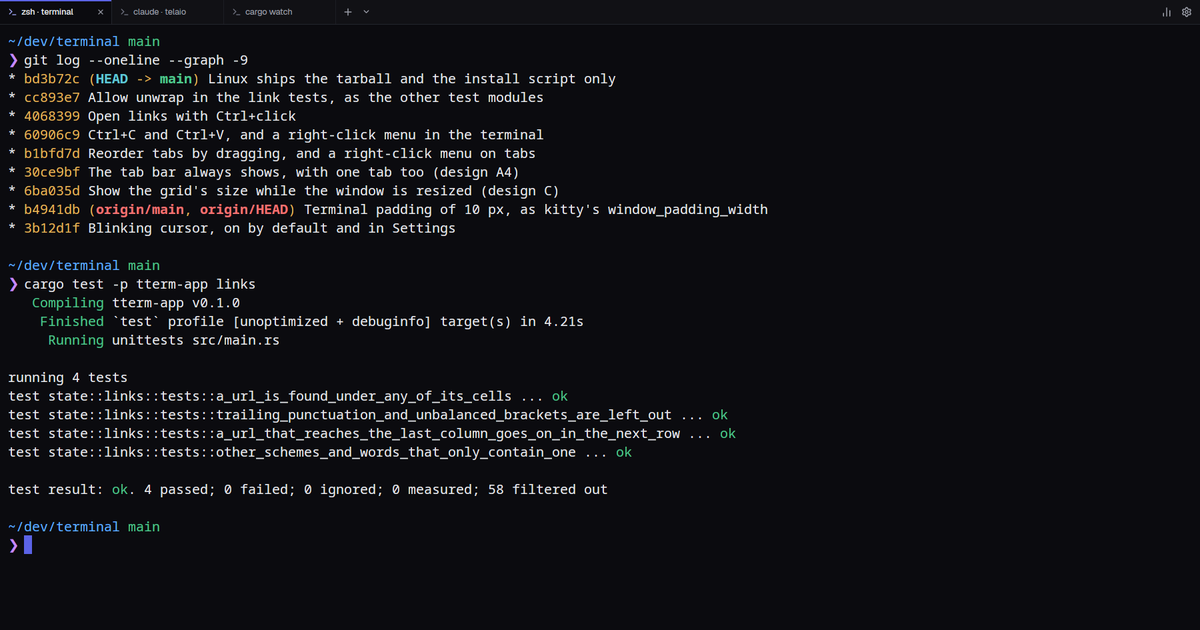 zsh · terminal
claude · telaio
cargo watch
~/dev/terminal main
❯ git log --oneline --graph -9
* bd3b72c (HEAD -> main) Linux ships the tarball and the install script only
* cc893e7 Allow unwrap in the link tests, as the other test modules
* 4068399 Open links with Ctrl+click
* 60906c9 Ctrl+C and Ctrl+V, and a right-click menu in the terminal
* b1bfd7d Reorder tabs by dragging, and a right-click menu on tabs
* 30ce9bf The tab bar always shows, with one tab too (design A4)
* 6ba035d Show the grid's size while the window is resized (design C)
* b4941db (origin/main, origin/HEAD) Terminal padding of 10 px, as kitty's window_padding_width
* 3b12d1f Blinking cursor, on by default and in Settings
~/dev/terminal main
❯ cargo test -p tterm-app links
Compiling tterm-app v0.1.0
Finished `test` profile [unoptimized + debuginfo] target(s) in 4.21s
Running unittests src/main.rs
running 4 tests
test state::links::tests::a_url_is_found_under_any_of_its_cells ... ok
test state::links::tests::trailing_punctuation_and_unbalanced_brackets_are_left_out ... ok
test state::links::tests::a_url_that_reaches_the_last_column_goes_on_in_the_next_row ... ok
test state::links::tests::other_schemes_and_words_that_only_contain_one ... ok
test result: ok. 4 passed; 0 failed; 0 ignored; 0 measured; 58 filtered out
~/dev/terminal main
❯